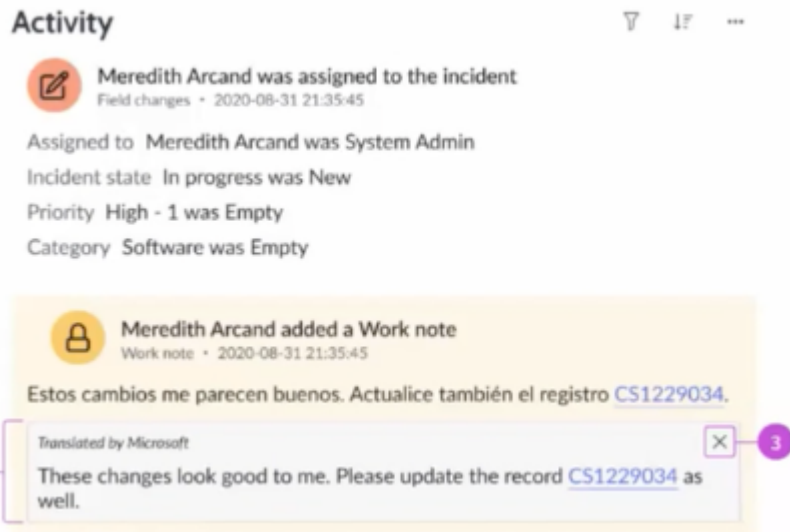 Activity
Meredith Arcand was assigned to the incident
Field changes • 2020-08-31 21:35:45
Assigned to Meredith Arcand was System Admin
Incident state In progress was New
Priority High - 1 was Empty
Category Software was Empty
Meredith Arcand added a Work note
Work note • 2020-08-31 21:35:45
Estos cambios me parecen buenos. Actualice también el registro CS1229034.
Translated by Microsoft
3
These changes look good to me. Please update the record CS1229034 as
well.